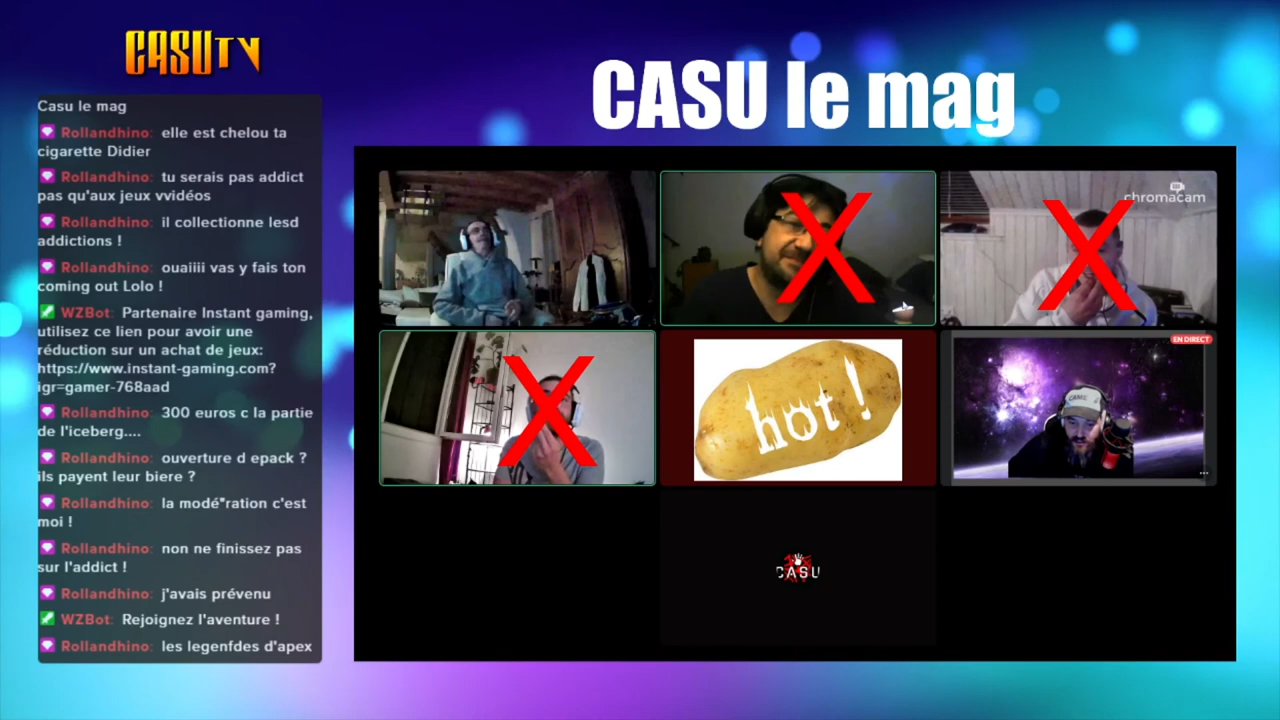 CASUTV
CASU le mag
Casu le mag
Rollandhino: elle est chelou ta
cigarette Didier
Rollandhino: tu serais pas addict
pas qu'aux jeux vvidéos
Rollandhino: il collectionne lesd
addictions !
Rollandhino: ouaiiii vas y fais ton
coming out Lolo !
WZBot: Partenaire Instant gaming,
utilisez ce lien pour avoir une
réduction sur un achat de jeux:
https://www.instant-gaming.com?
igr=gamer-768aad
Rollandhino: 300 euros c la partie
de l'iceberg....
Rollandhino: ouverture d epack ?
ils payent leur biere ?
Rollandhino: la modé"ration c'est
moi !
Rollandhino: non ne finissez pas
sur l'addict !
Rollandhino: j'avais prévenu
WZBot: Rejoignez l'aventure !
Rollandhino: les legenfdes d'apex
X
chromacam
X
X
hot !
EN DIRECT
CASU
CASU